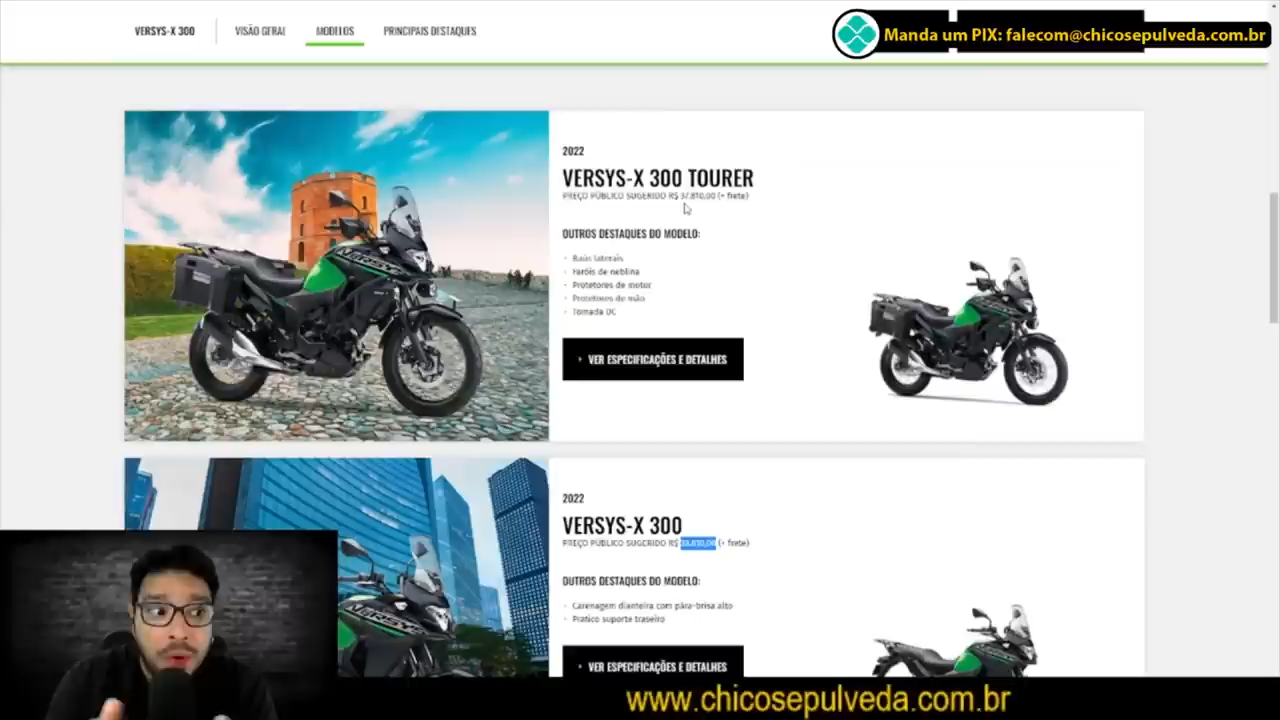 VERSYS-X 300
VISÃO GERAL
MODELOS
PRINCIPAIS DESTAQUES
Manda um PIX: falecom@chicosepulveda.com.br
2022
VERSYS-X 300 TOURER
PREÇO PÚBLICO SUGERIDO R$ 37.810,00 (+ frete)
OUTROS DESTAQUES DO MODELO:
· Baús laterais
· Faróis de neblina
· Protetores de motor
· Protetores de mão
· Tomada DC
VER ESPECIFICAÇÕES E DETALHES
2022
VERSYS-X 300
PREÇO PÚBLICO SUGERIDO R$ (+ frete)
OUTROS DESTAQUES DO MODELO:
· Carenagem dianteira com pára-brisa alto
· Pratico suporte traseiro
VER ESPECIFICAÇÕES E DETALHES
www.chicosepulveda.com.br